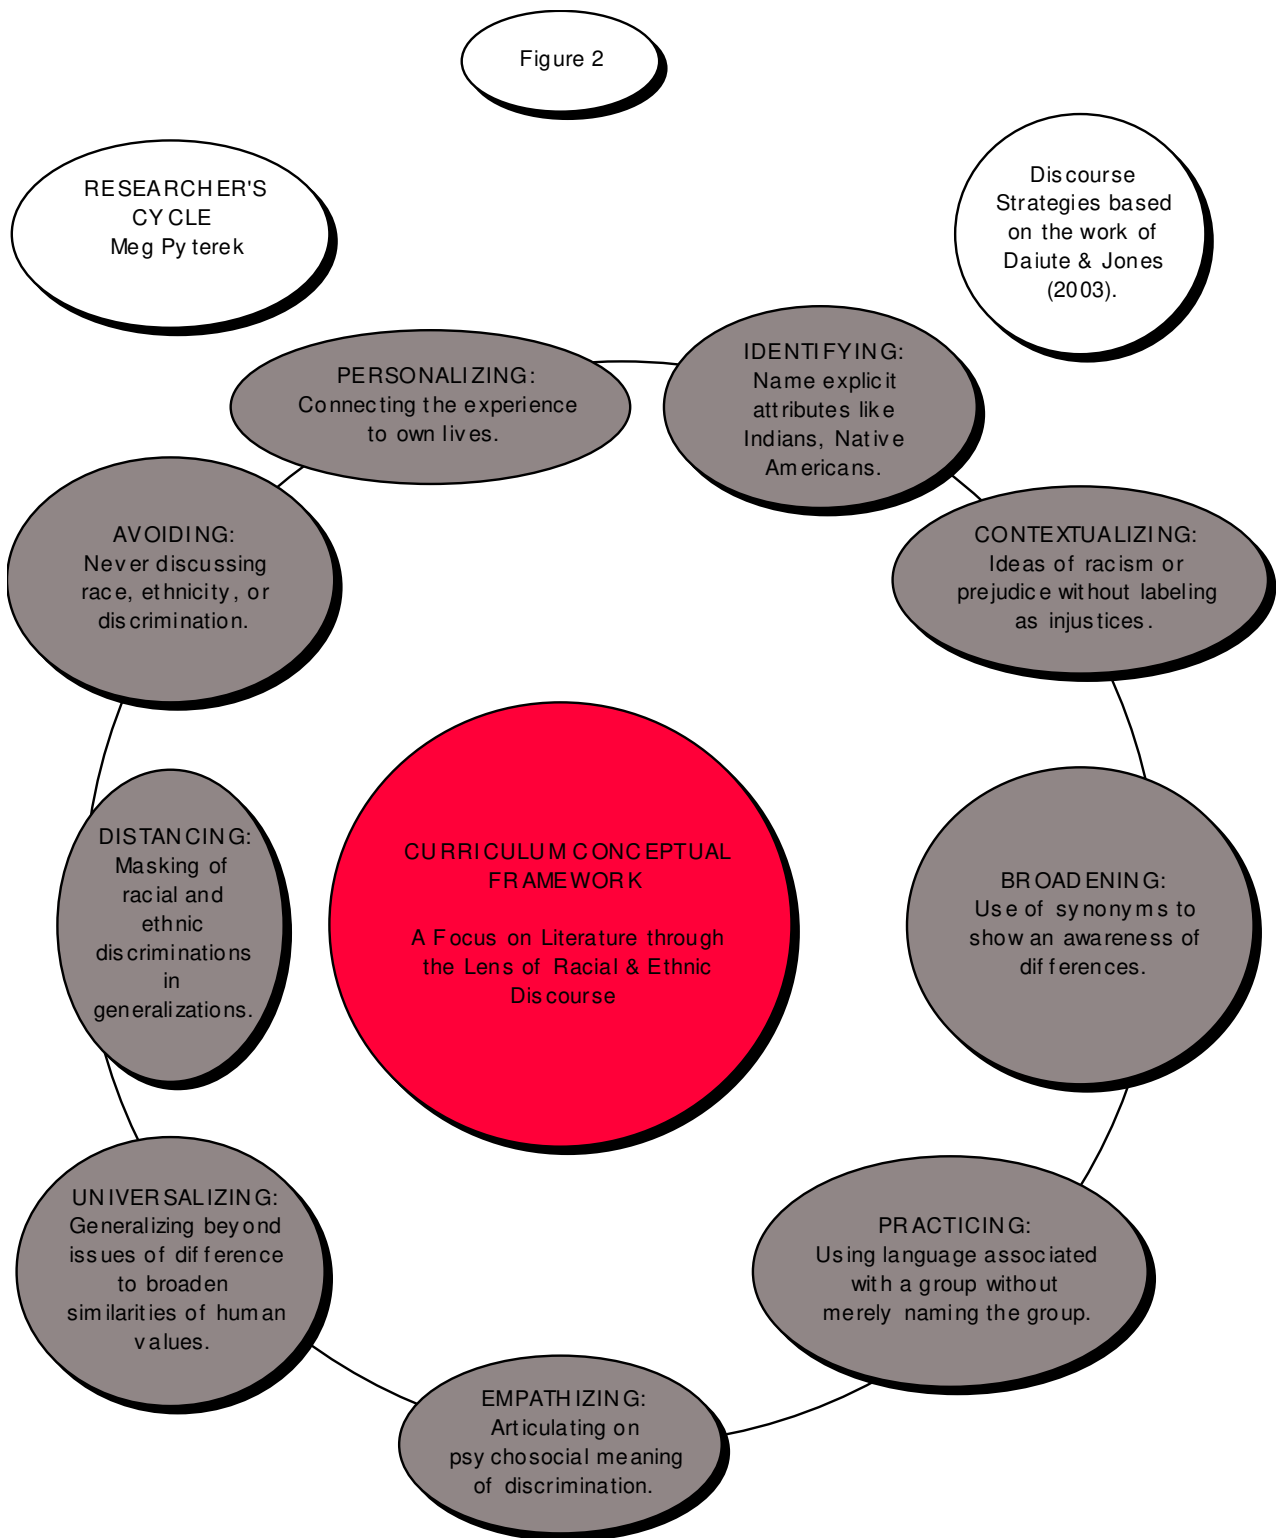 Figure 2
RESEARCHER'S
CYCLE
Meg Pyterek
Discourse
Strategies based
on the work of
Daiute & Jones
(2003).
PERSONALIZING:
Connecting the experience
to own lives.
IDENTIFYING:
Name explicit
attributes like
Indians, Native
Americans.
AVOIDING:
Never discussing
race, ethnicity, or
discrimination.
CONTEXTUALIZING:
Ideas of racism or
prejudice without labeling
as injustices.
DISTANCING:
Masking of
racial and
ethnic
discriminations
in
generalizations.
CURRICULUM CONCEPTUAL
FRAMEWORK
A Focus on Literature through
the Lens of Racial & Ethnic
Discourse
BROADENING:
Use of synonyms to
show an awareness of
differences.
UNIVERSALIZING:
Generalizing beyond
issues of difference
to broaden
similarities of human
values.
PRACTICING:
Using language associated
with a group without
merely naming the group.
EMPATHIZING:
Articulating on
psychosocial meaning
of discrimination.